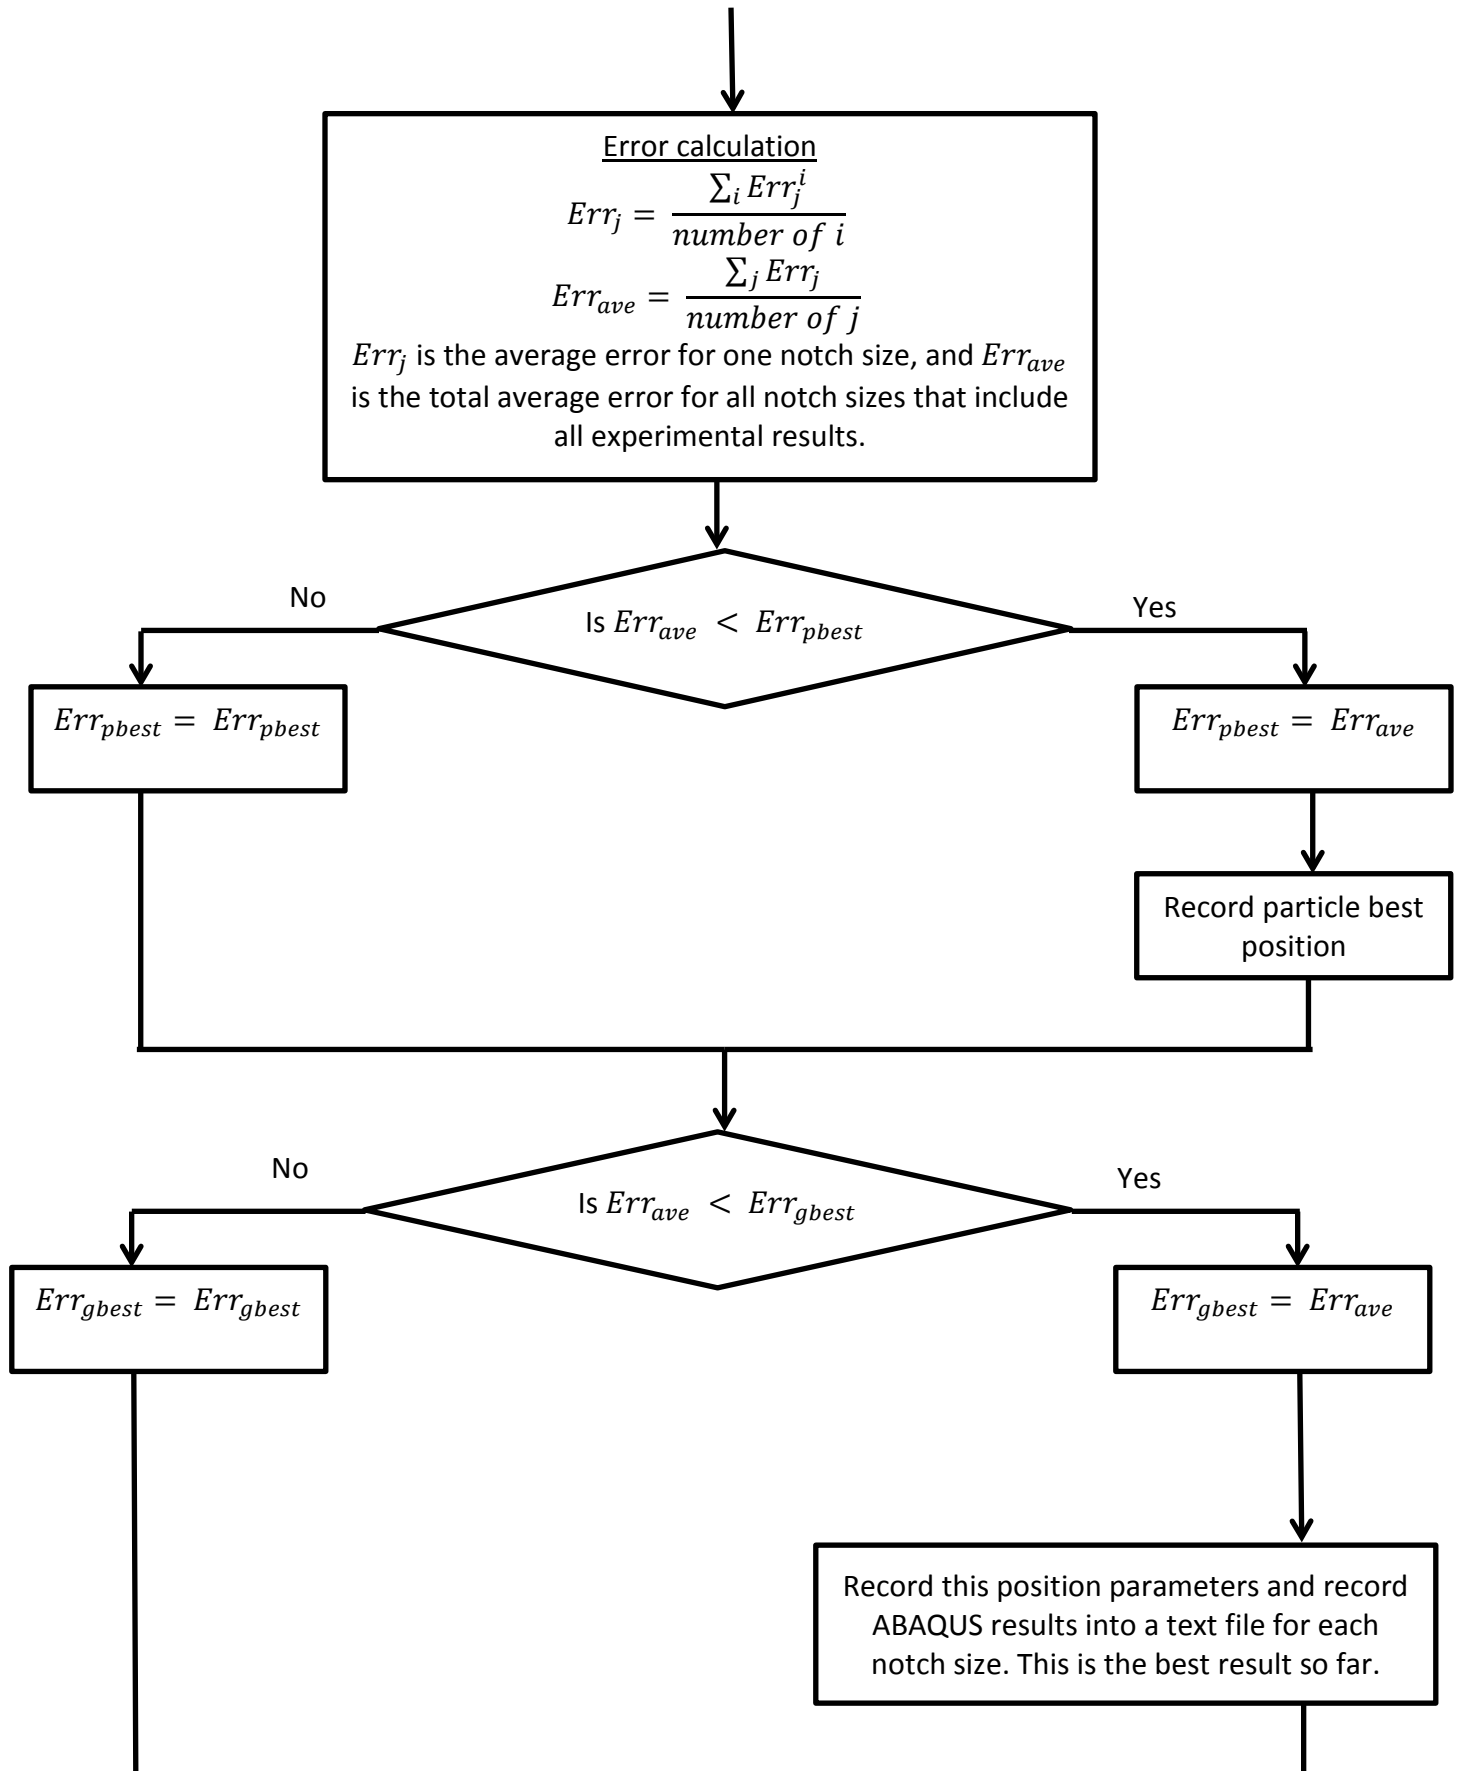 Error calculation
Err_j = ∑_i Err_j^i / number of i
Err_ave = ∑_j Err_j / number of j
Err_j is the average error for one notch size, and Err_ave
is the total average error for all notch sizes that include
all experimental results.
No
Is Err_ave < Err_pbest
Yes
Err_pbest = Err_pbest
Err_pbest = Err_ave
Record particle best
position
No
Is Err_ave < Err_gbest
Yes
Err_gbest = Err_gbest
Err_gbest = Err_ave
Record this position parameters and record
ABAQUS results into a text file for each
notch size. This is the best result so far.